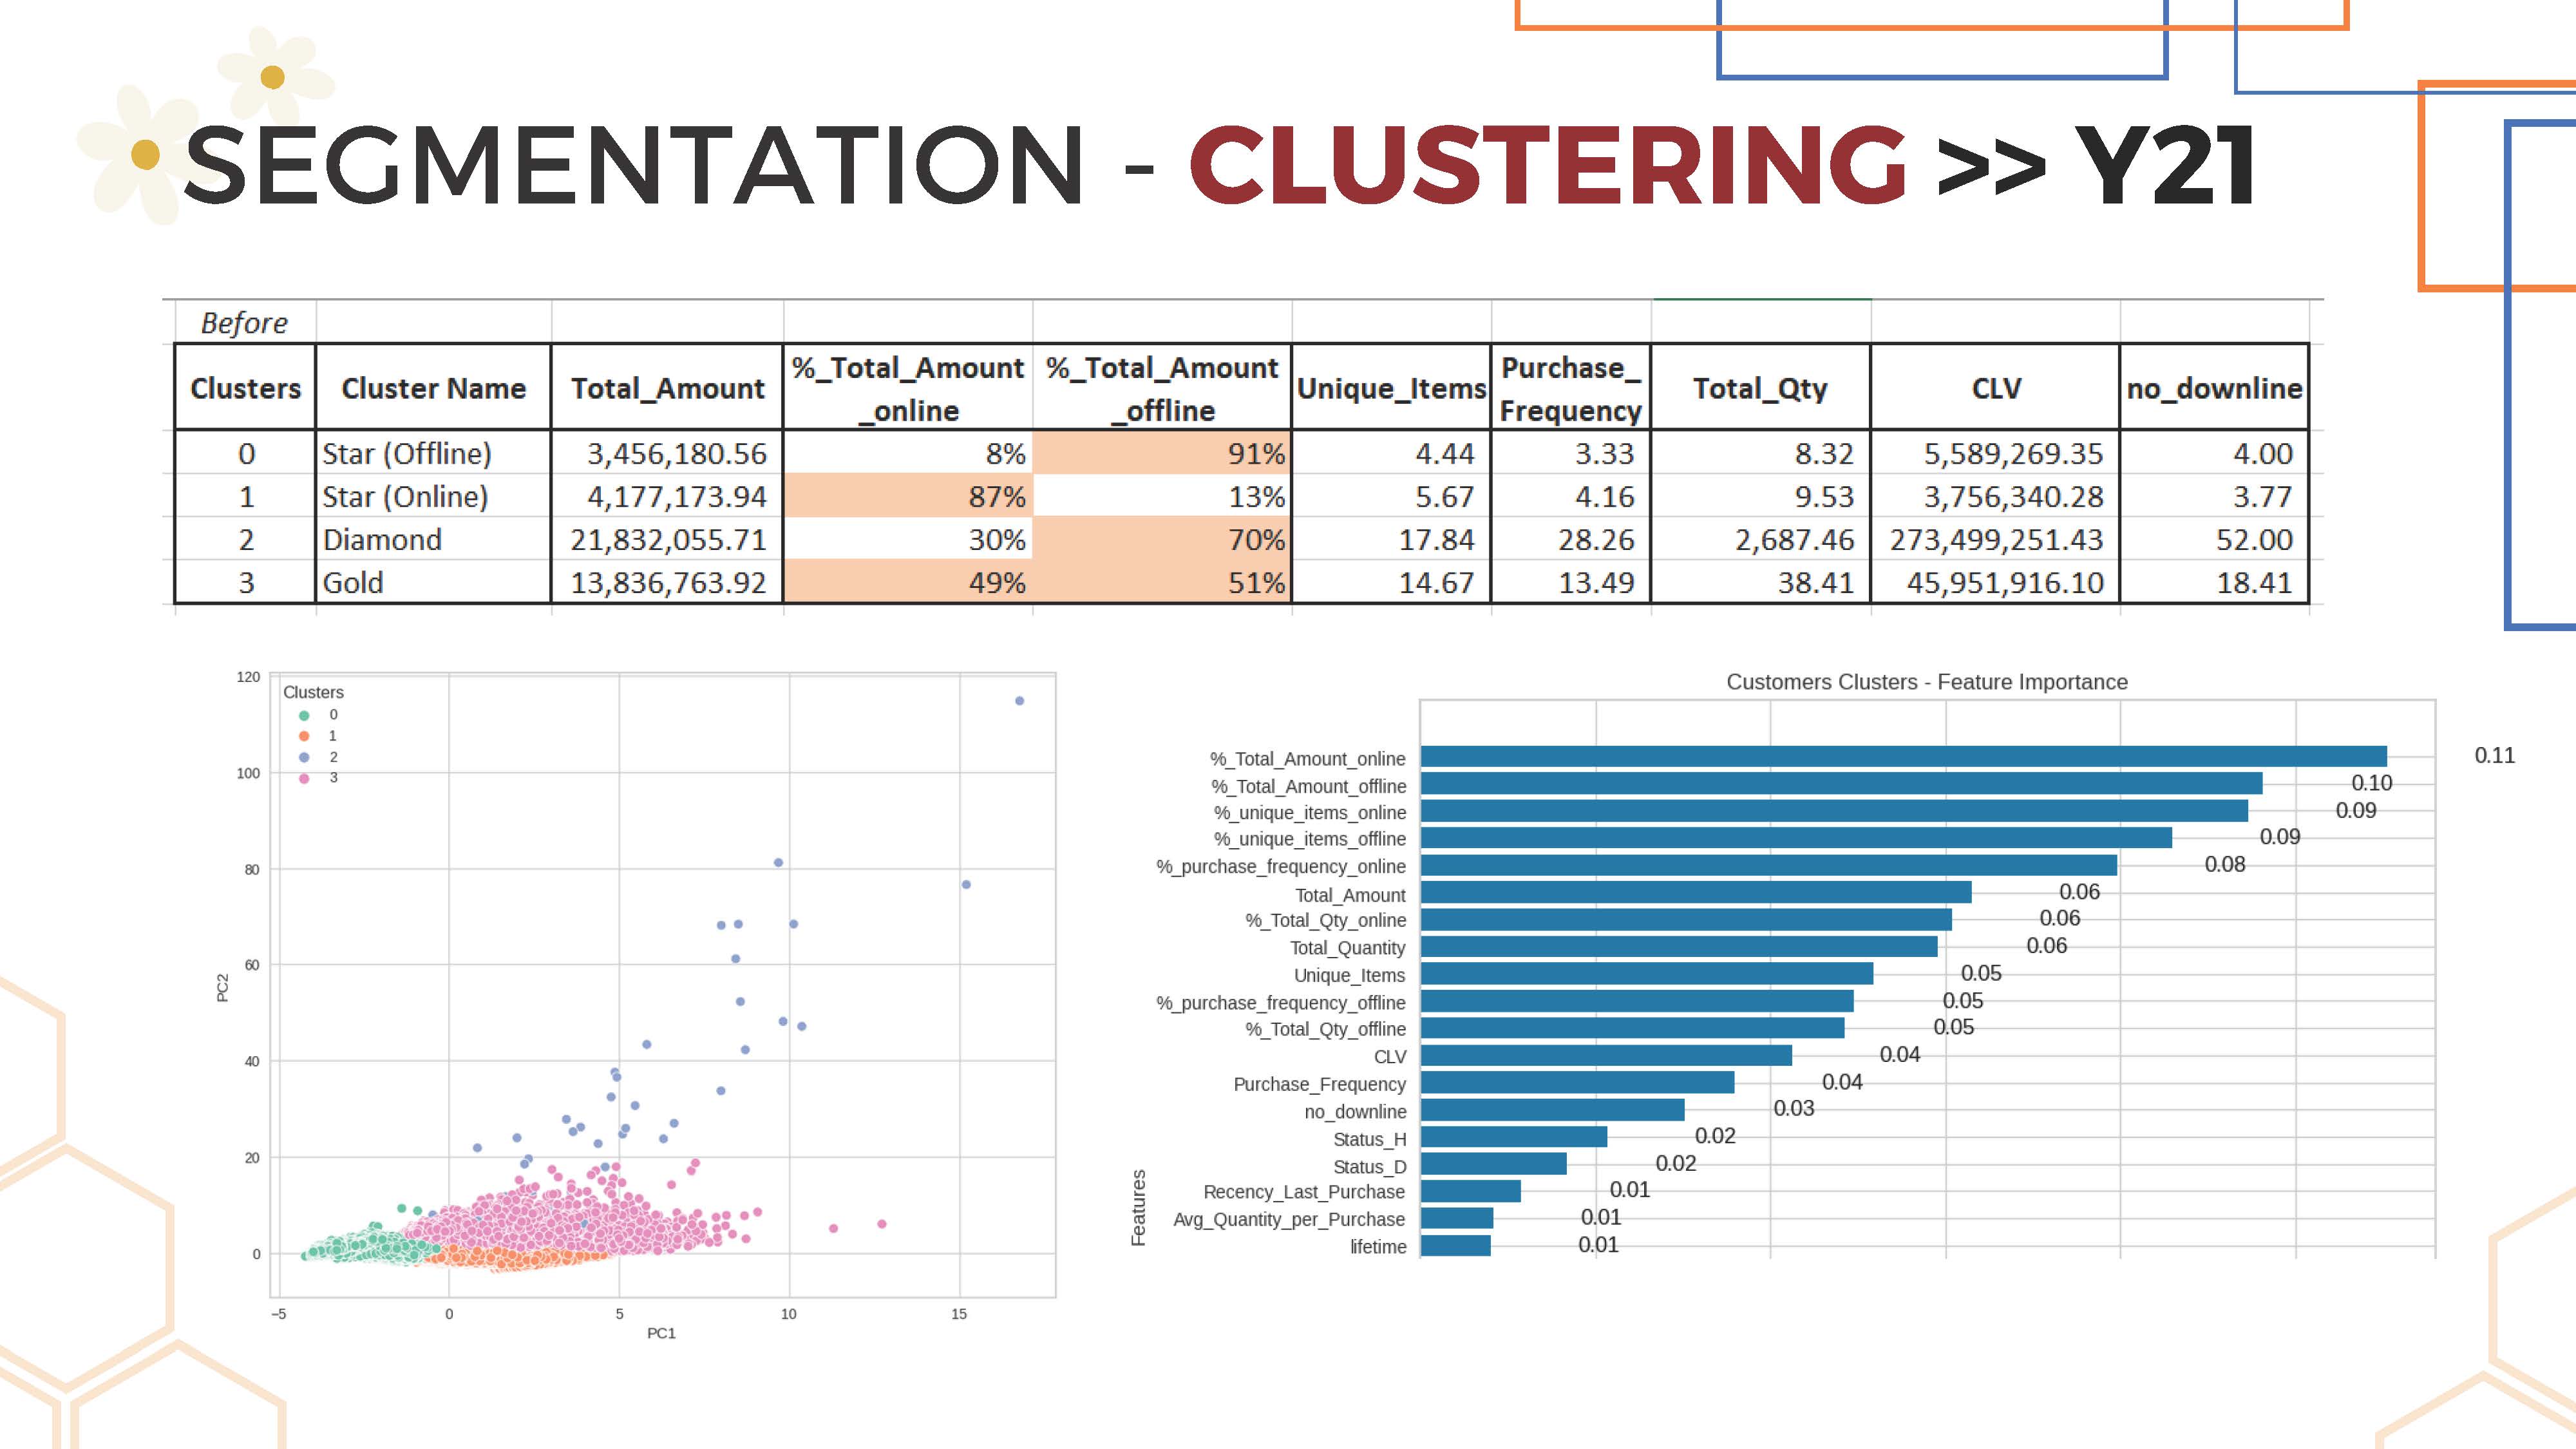 SEGMENTATION - CLUSTERING >> Y21
Before
Clusters Cluster Name Total_Amount %_Total_Amount_online %_Total_Amount_offline Unique_Items Purchase_Frequency Total_Qty CLV no_downline
0 Star (Offline) 3,456,180.56 8% 91% 4.44 3.33 8.32 5,589,269.35 4.00
1 Star (Online) 4,177,173.94 87% 13% 5.67 4.16 9.53 3,756,340.28 3.77
2 Diamond 21,832,055.71 30% 70% 17.84 28.26 2,687.46 273,499,251.43 52.00
3 Gold 13,836,763.92 49% 51% 14.67 13.49 38.41 45,951,916.10 18.41
Clusters
0
1
2
3
120
100
80
60
40
20
0
PC2
-5 0 5 10 15
PC1
Customers Clusters - Feature Importance
%_Total_Amount_online 0.11
%_Total_Amount_offline 0.10
%_unique_items_online 0.09
%_unique_items_offline 0.09
%_purchase_frequency_online 0.08
Total_Amount 0.06
%_Total_Qty_online 0.06
Total_Quantity 0.06
Unique_Items 0.05
%_purchase_frequency_offline 0.05
%_Total_Qty_offline 0.05
CLV 0.04
Purchase_Frequency 0.04
no_downline 0.03
Status_H 0.02
Status_D 0.02
Recency_Last_Purchase 0.01
Avg_Quantity_per_Purchase 0.01
lifetime 0.01
Features